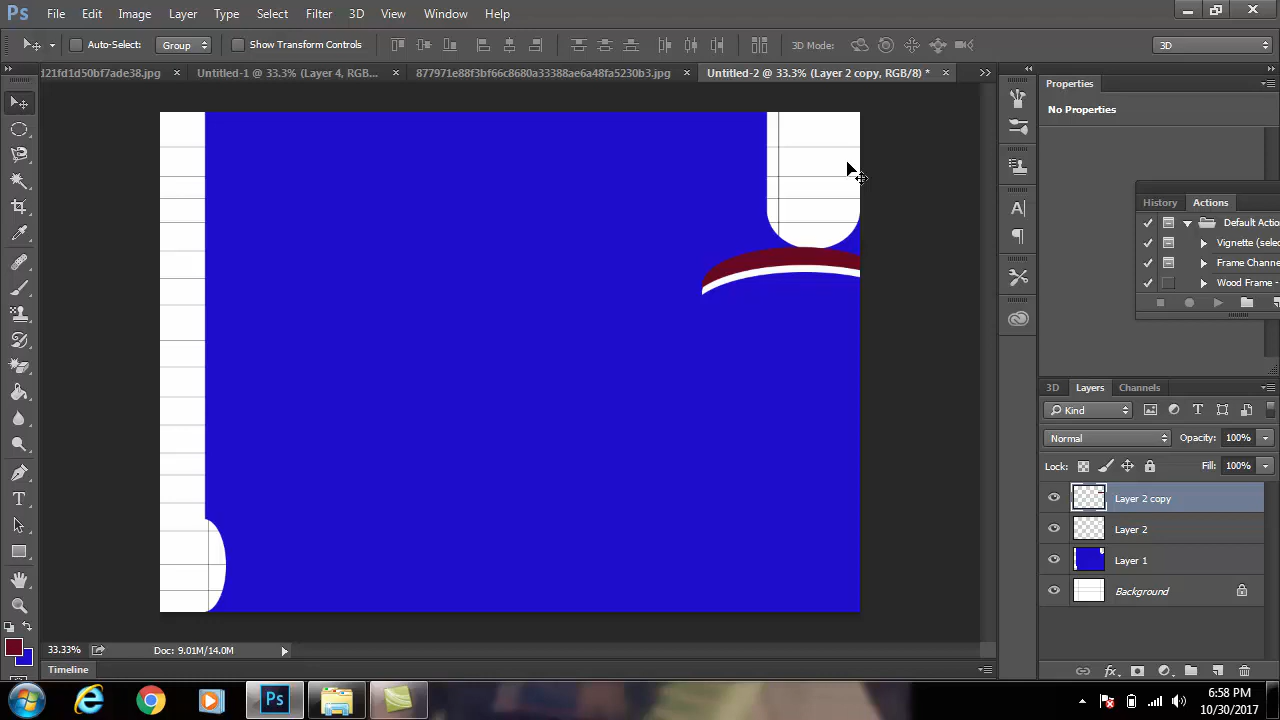 Ps File Edit Image Layer Type Select Filter 3D View Window Help
Auto-Select: Group Show Transform Controls 3D Mode: 3D
d21fd1d50bf7ade38.jpg × Untitled-1 @ 33.3% (Layer 4, RGB... × 877971e88f3bf66c8680a33388ae6a48fa5230b3.jpg × Untitled-2 @ 33.3% (Layer 2 copy, RGB/8) * ×
Properties
No Properties
History Actions
Default Actio
Vignette (selec
Frame Channe
Wood Frame -
3D Layers Channels
Kind
Normal Opacity: 100%
Lock: Fill: 100%
Layer 2 copy
Layer 2
Layer 1
Background
33.33% Doc: 9.01M/14.0M
Timeline
6:58 PM
10/30/2017